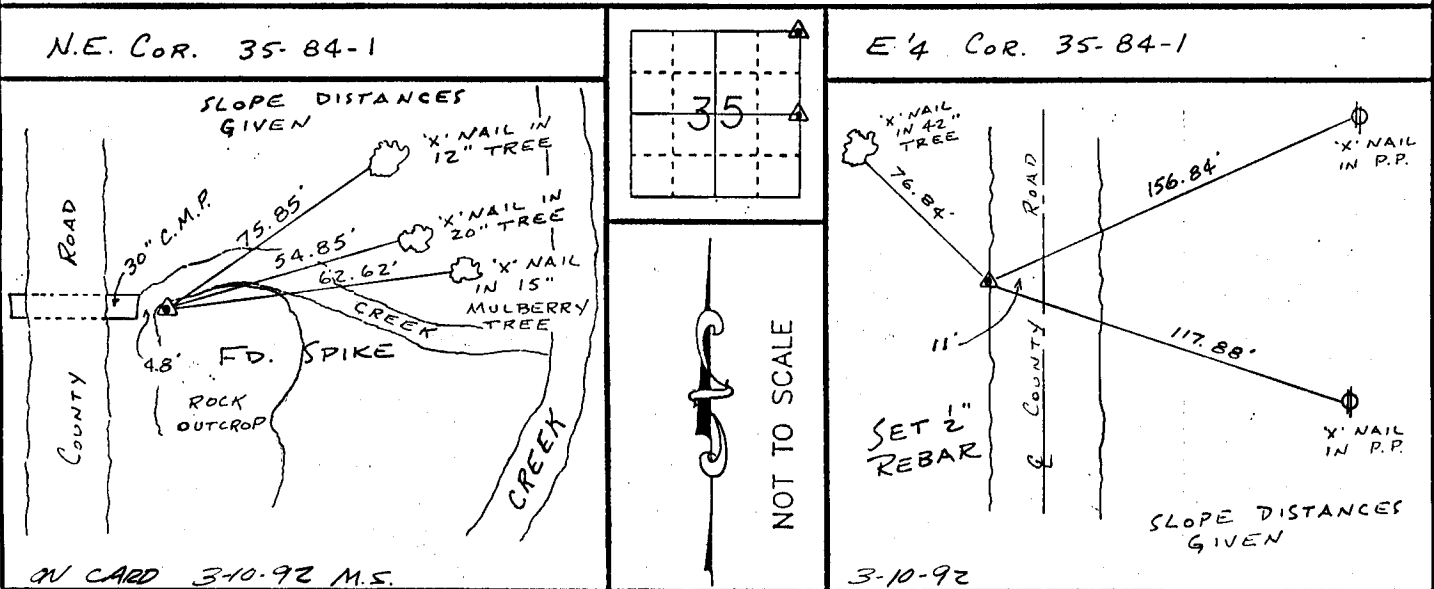 N.E. COR. 35-84-1
SLOPE DISTANCES
GIVEN
'X' NAIL IN
12" TREE
75.85'
'X' NAIL IN
20" TREE
54.85'
62.62'
'X' NAIL
IN 15"
MULBERRY
TREE
30" C.M.P.
ROAD
COUNTY
4.8'
FD. SPIKE
ROCK
OUTCROP
CREEK
CREEK
ON CARD 3-10-92 M.S.
35
NOT TO SCALE
E'4 COR. 35-84-1
'X' NAIL
IN 42"
TREE
76.84'
ROAD
COUNTY
℄
156.84'
'X' NAIL
IN P.P.
11'
117.88'
'X' NAIL
IN P.P.
SET ½"
REBAR
SLOPE DISTANCES
GIVEN
3-10-92